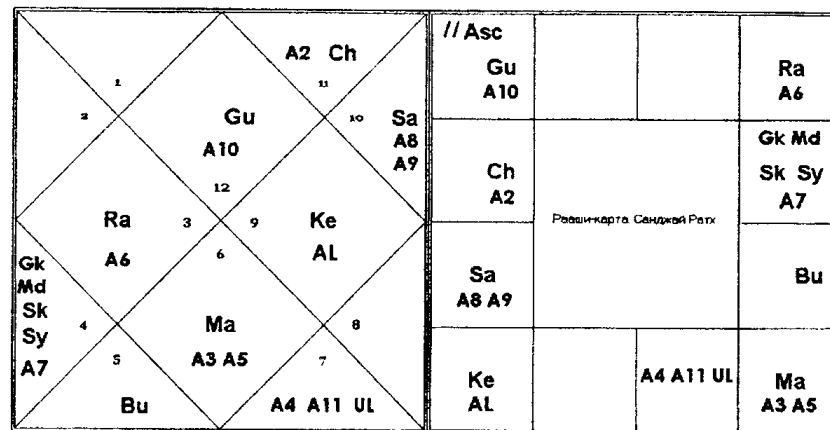 A2 Ch
1
11
2
Gu
10
Sa
A8
A9
A10
12
Ra
3
9
Ke
A6
6
AL
Gk
Md
Sk
Sy
A7
4
Ma
8
5
A3 A5
7
Bu
A4 A11 UL
// Asc
Gu
A10
Ra
A6
Ch
A2
Gk Md
Sk Sy
A7
Рааши-карта Санджай Ратх
Sa
A8 A9
Bu
Ke
AL
A4 A11 UL
Ma
A3 A5